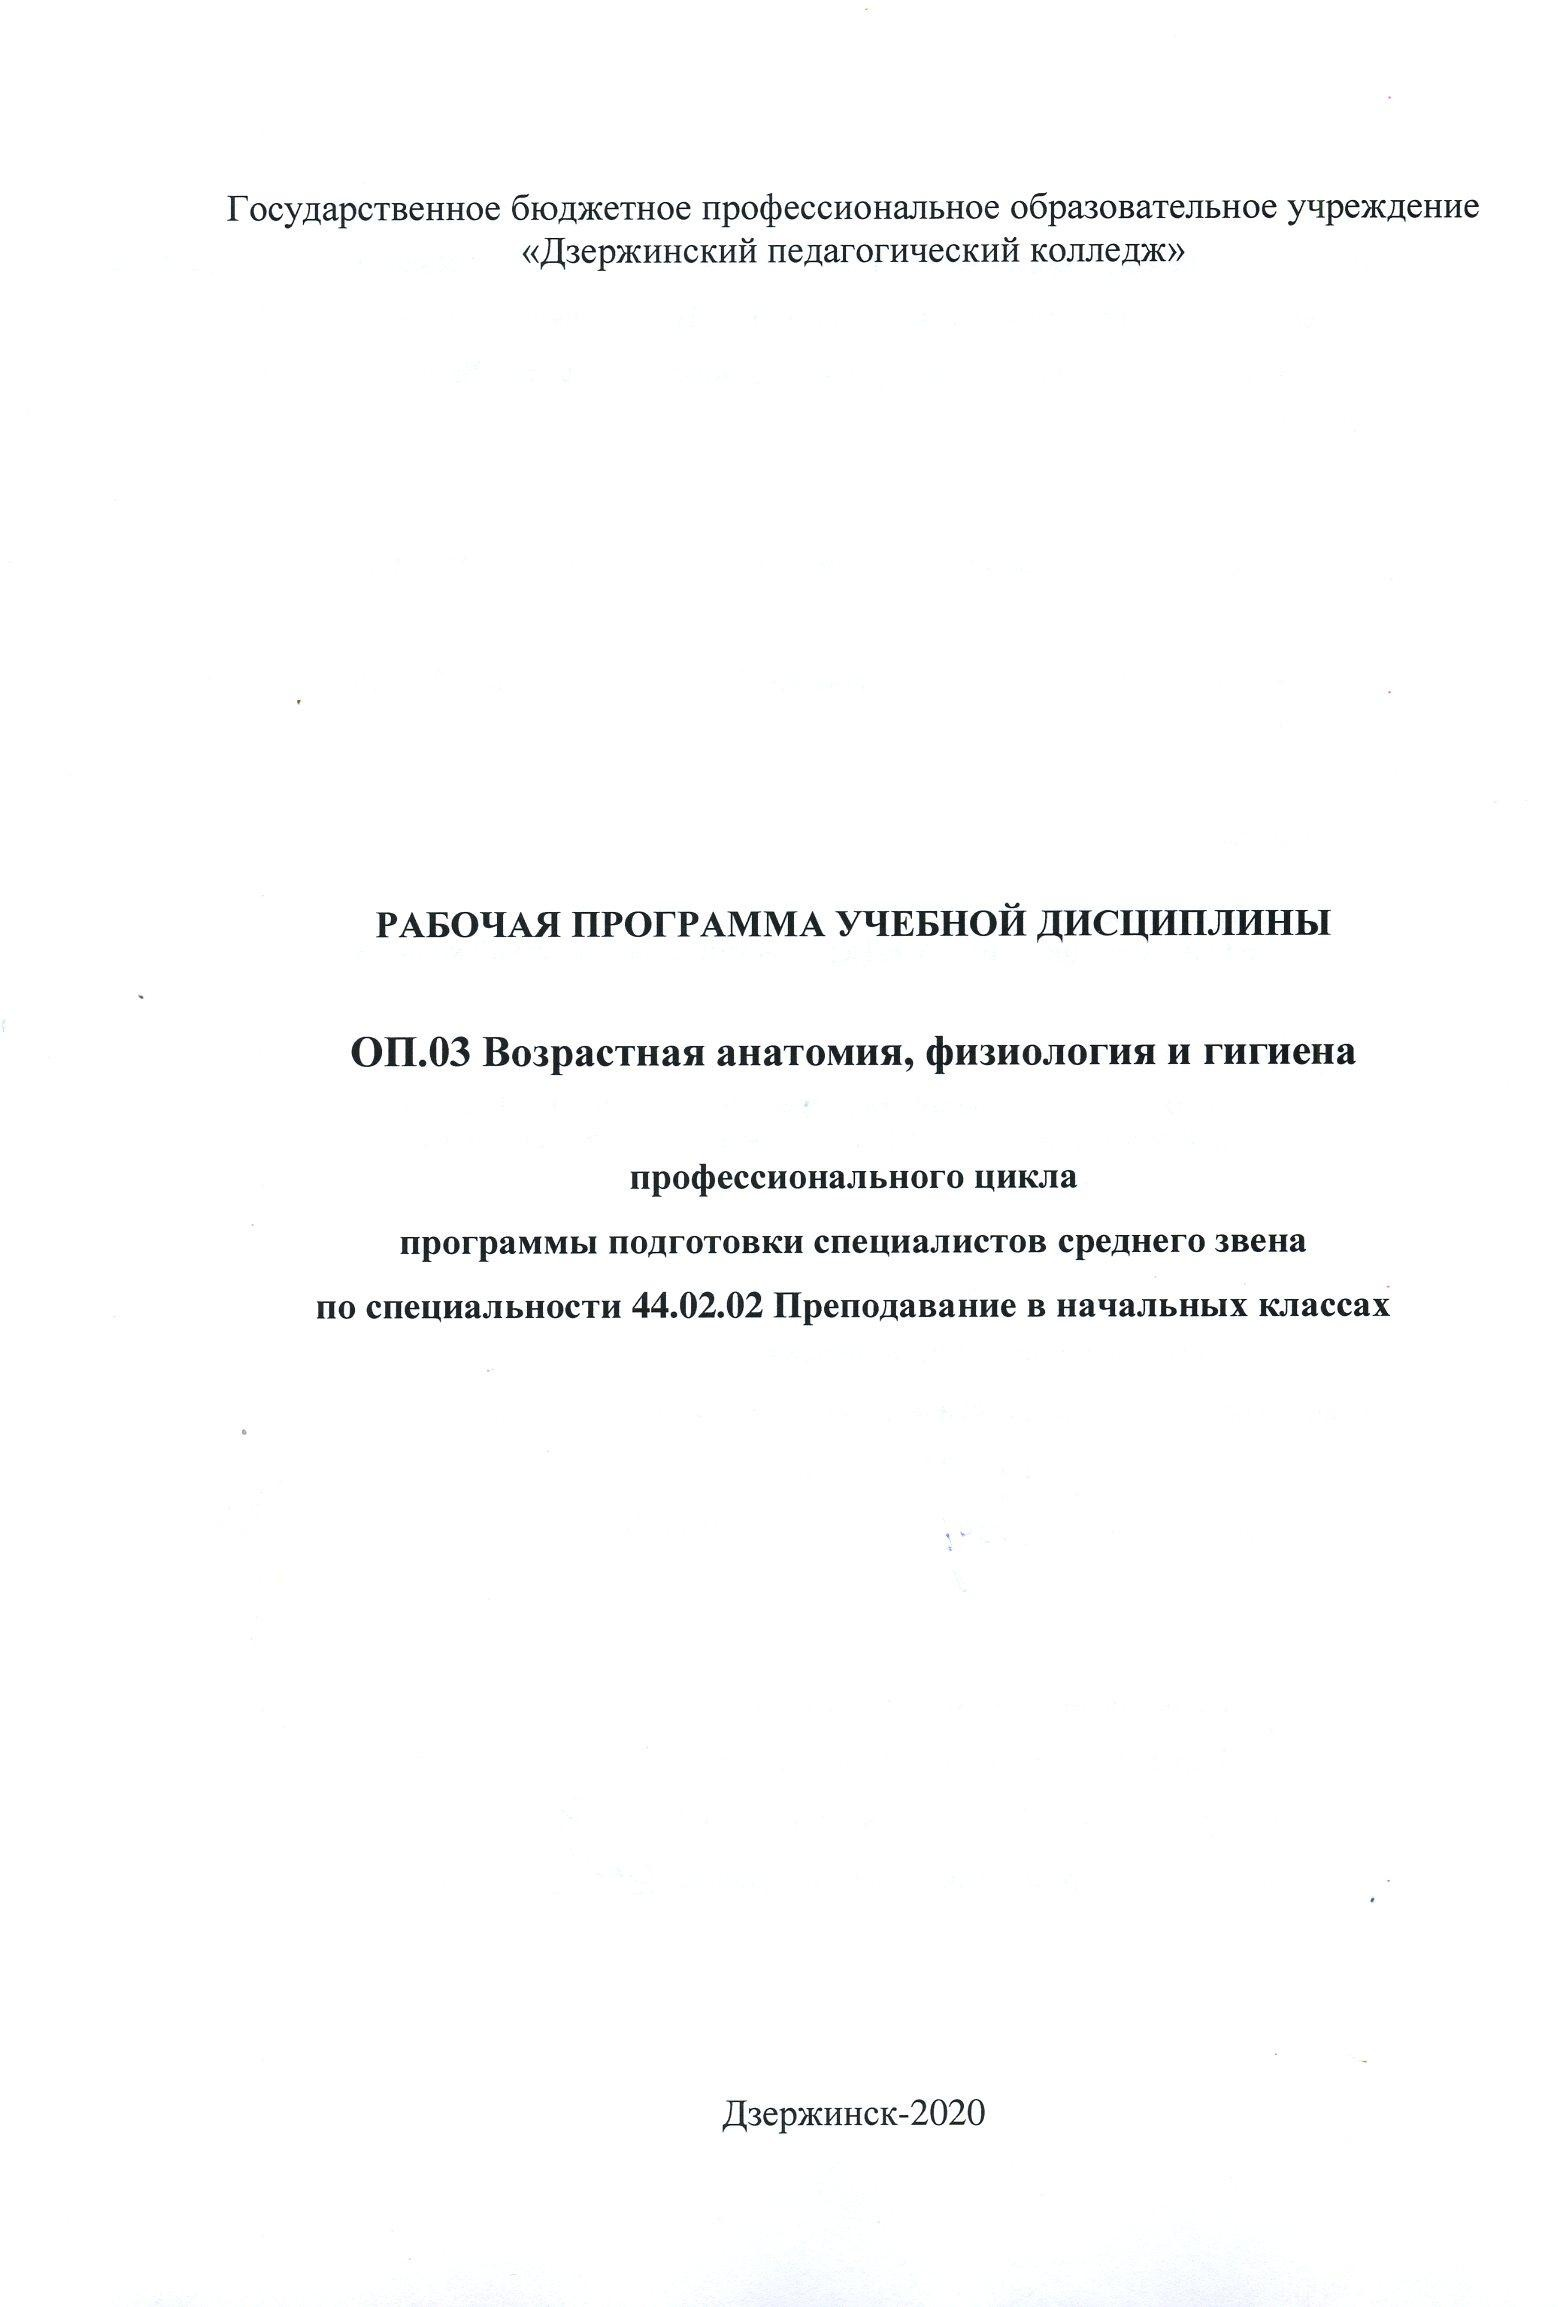 Государственное бюджетное профессиональное образовательное учреждение
«Дзержинский педагогический колледж»
РАБОЧАЯ ПРОГРАММА УЧЕБНОЙ ДИСЦИПЛИНЫ
ОП.03 Возрастная анатомия, физиология и гигиена
профессионального цикла
программы подготовки специалистов среднего звена
по специальности 44.02.02 Преподавание в начальных классах
Дзержинск-2020